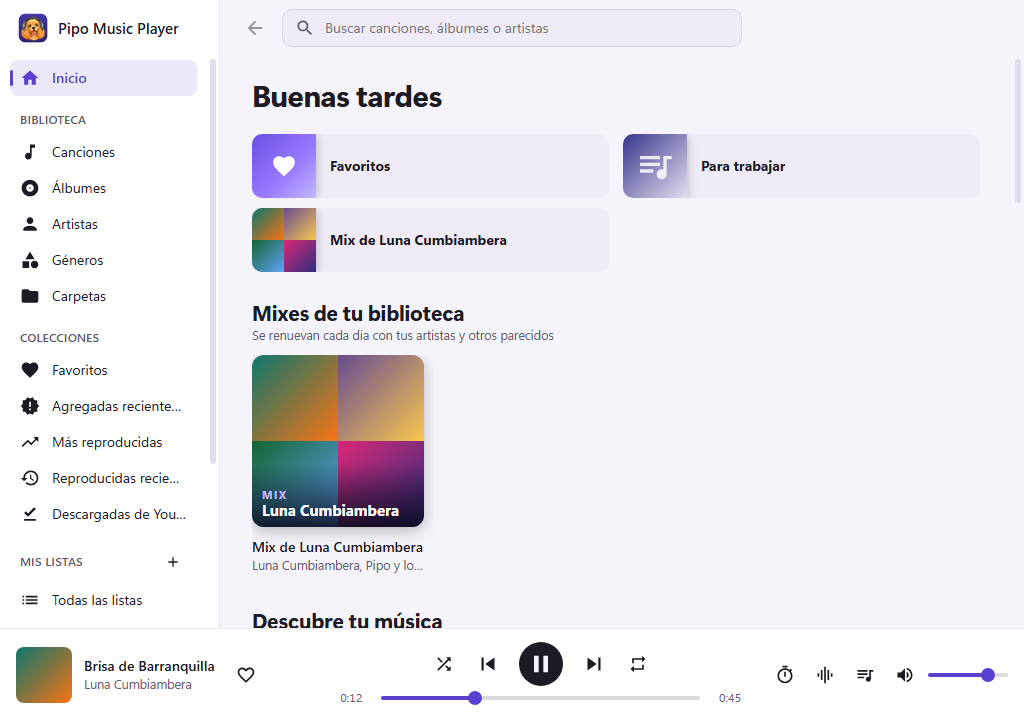 Pipo Music Player
Buscar canciones, álbumes o artistas
Inicio
BIBLIOTECA
Canciones
Álbumes
Artistas
Géneros
Carpetas
COLECCIONES
Favoritos
Agregadas reciente...
Más reproducidas
Reproducidas recie...
Descargadas de You...
MIS LISTAS
Todas las listas
Buenas tardes
Favoritos
Para trabajar
Mix de Luna Cumbiambera
Mixes de tu biblioteca
Se renuevan cada día con tus artistas y otros parecidos
MIX
Luna Cumbiambera
Mix de Luna Cumbiambera
Luna Cumbiambera, Pipo y lo...
Descubre tu música
Brisa de Barranquilla
Luna Cumbiambera
0:12
0:45